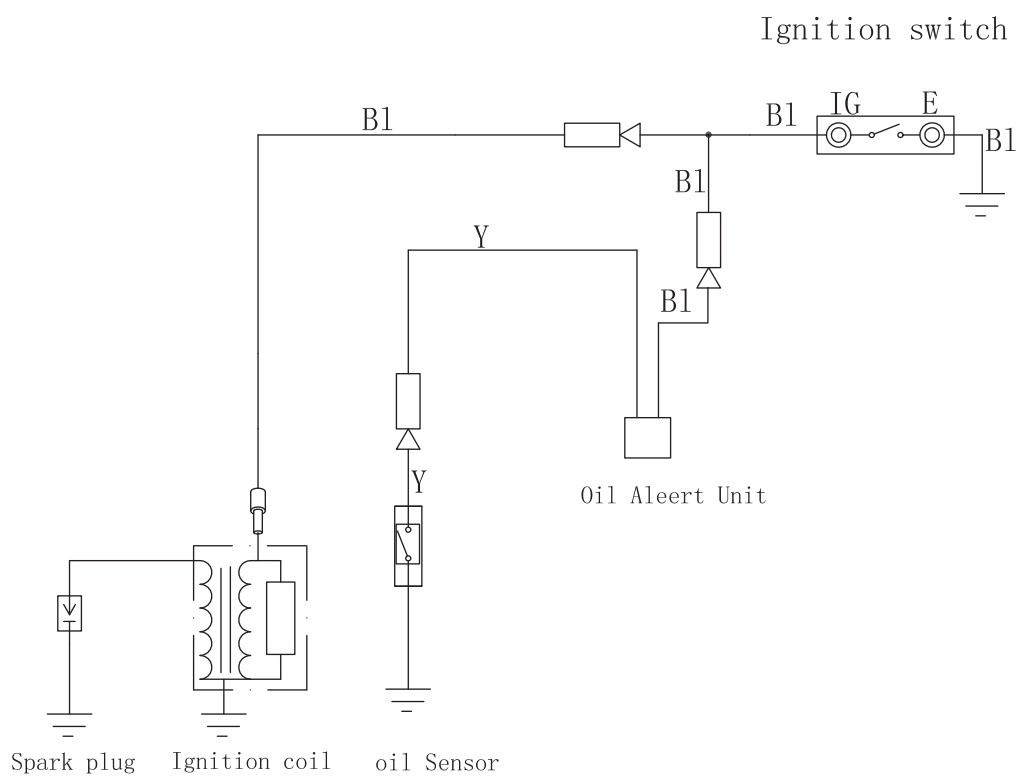 Ignition switch
IG E
Bl
Bl
Bl
Bl
Y
Bl
Y
Oil Aleert Unit
Spark plug
Ignition coil
oil Sensor